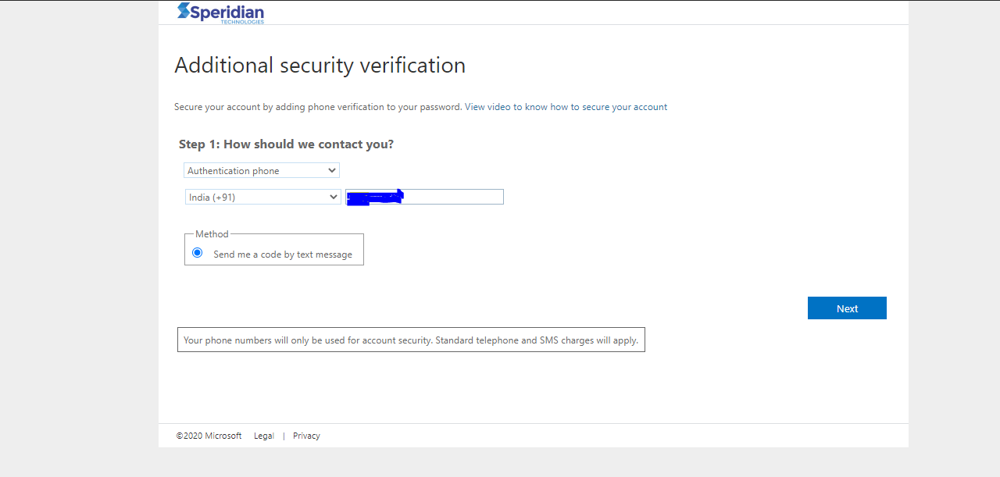 Speridian
TECHNOLOGIES
Additional security verification
Secure your account by adding phone verification to your password. View video to know how to secure your account
Step 1: How should we contact you?
Authentication phone
India (+91)
Method
Send me a code by text message
Next
Your phone numbers will only be used for account security. Standard telephone and SMS charges will apply.
©2020 Microsoft Legal | Privacy